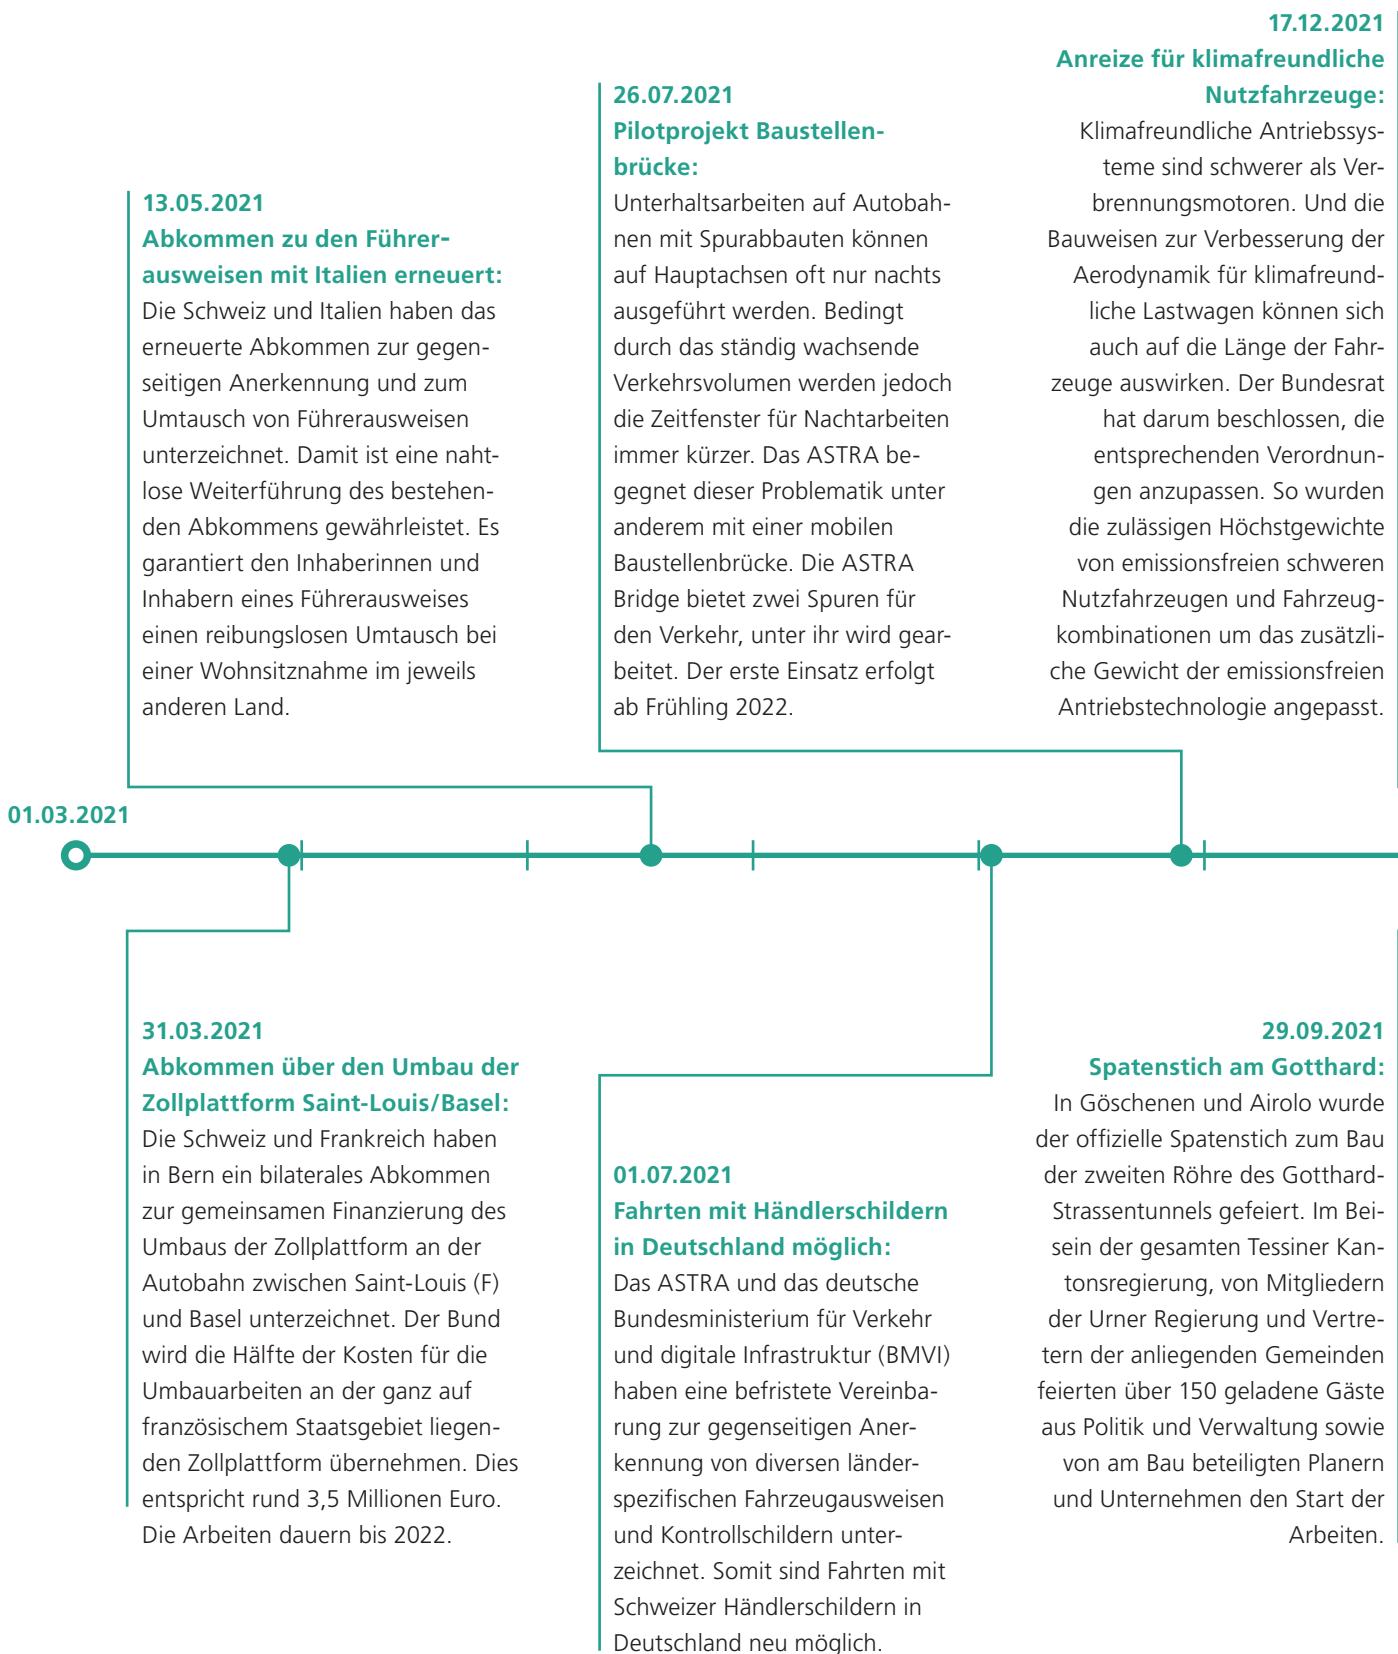 13.05.2021
Abkommen zu den Führer-
ausweisen mit Italien erneuert:
Die Schweiz und Italien haben das
erneuerte Abkommen zur gegen-
seitigen Anerkennung und zum
Umtausch von Führerausweisen
unterzeichnet. Damit ist eine naht-
lose Weiterführung des bestehen-
den Abkommens gewährleistet. Es
garantiert den Inhaberinnen und
Inhabern eines Führerausweises
einen reibungslosen Umtausch bei
einer Wohnsitznahme im jeweils
anderen Land.
26.07.2021
Pilotprojekt Baustellen-
brücke:
Unterhaltsarbeiten auf Autobah-
nen mit Spurabbauten können
auf Hauptachsen oft nur nachts
ausgeführt werden. Bedingt
durch das ständig wachsende
Verkehrsvolumen werden jedoch
die Zeitfenster für Nachtarbeiten
immer kürzer. Das ASTRA be-
gegnet dieser Problematik unter
anderem mit einer mobilen
Baustellenbrücke. Die ASTRA
Bridge bietet zwei Spuren für
den Verkehr, unter ihr wird gear-
beitet. Der erste Einsatz erfolgt
ab Frühling 2022.
17.12.2021
Anreize für klimafreundliche
Nutzfahrzeuge:
Klimafreundliche Antriebssys-
teme sind schwerer als Ver-
brennungsmotoren. Und die
Bauweisen zur Verbesserung der
Aerodynamik für klimafreund-
liche Lastwagen können sich
auch auf die Länge der Fahr-
zeuge auswirken. Der Bundesrat
hat darum beschlossen, die
entsprechenden Verordnun-
gen anzupassen. So wurden
die zulässigen Höchstgewichte
von emissionsfreien schweren
Nutzfahrzeugen und Fahrzeug-
kombinationen um das zusätzli-
che Gewicht der emissionsfreien
Antriebstechnologie angepasst.
01.03.2021
31.03.2021
Abkommen über den Umbau der
Zollplattform Saint-Louis/Basel:
Die Schweiz und Frankreich haben
in Bern ein bilaterales Abkommen
zur gemeinsamen Finanzierung des
Umbaus der Zollplattform an der
Autobahn zwischen Saint-Louis (F)
und Basel unterzeichnet. Der Bund
wird die Hälfte der Kosten für die
Umbauarbeiten an der ganz auf
französischem Staatsgebiet liegen-
den Zollplattform übernehmen. Dies
entspricht rund 3,5 Millionen Euro.
Die Arbeiten dauern bis 2022.
01.07.2021
Fahrten mit Händlerschildern
in Deutschland möglich:
Das ASTRA und das deutsche
Bundesministerium für Verkehr
und digitale Infrastruktur (BMVI)
haben eine befristete Vereinba-
rung zur gegenseitigen Aner-
kennung von diversen länder-
spezifischen Fahrzeugausweisen
und Kontrollschildern unter-
zeichnet. Somit sind Fahrten mit
Schweizer Händlerschildern in
Deutschland neu möglich.
29.09.2021
Spatenstich am Gotthard:
In Göschenen und Airolo wurde
der offizielle Spatenstich zum Bau
der zweiten Röhre des Gotthard-
Strassentunnels gefeiert. Im Bei-
sein der gesamten Tessiner Kan-
tonsregierung, von Mitgliedern
der Urner Regierung und Vertre-
tern der anliegenden Gemeinden
feierten über 150 geladene Gäste
aus Politik und Verwaltung sowie
von am Bau beteiligten Planern
und Unternehmen den Start der
Arbeiten.